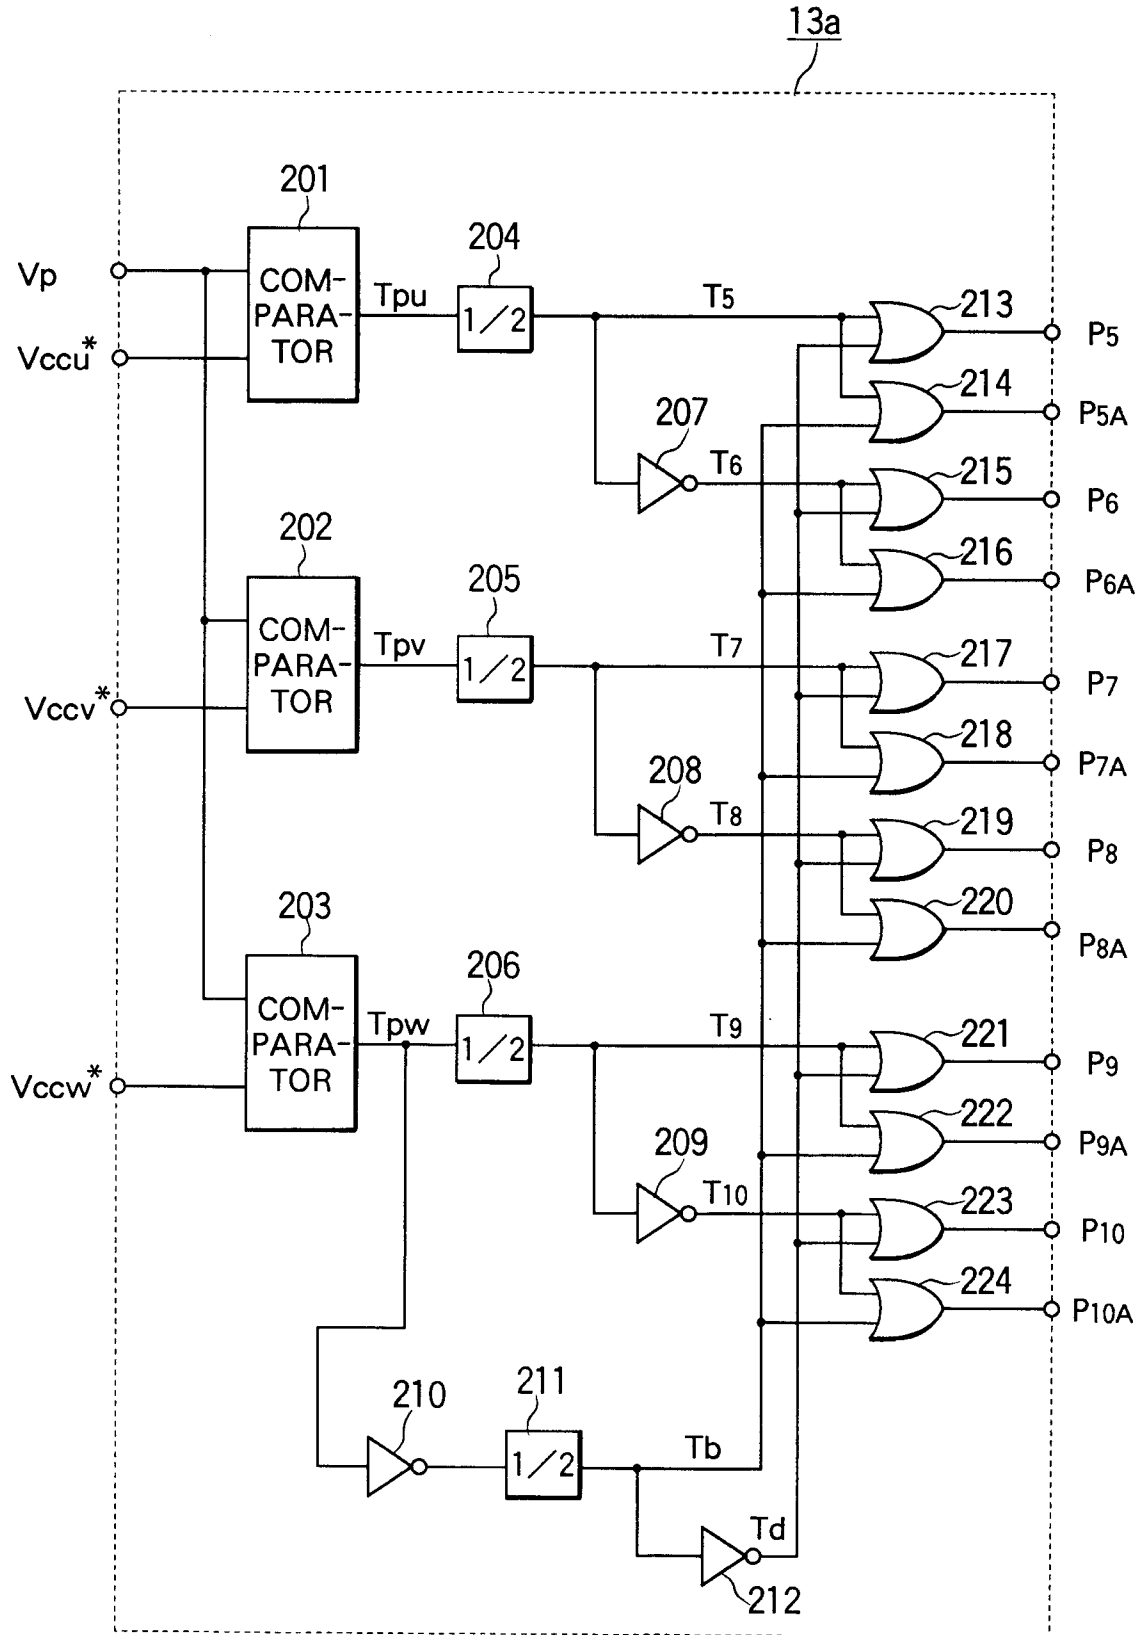 13a
201
204
Vp
COM-
PARA-
TOR
Tpu
1/2
T5
213
P5
Vccu*
214
P5A
207
T6
215
P6
202
216
P6A
205
COM-
PARA-
TOR
Tpv
1/2
T7
217
P7
Vccv*
218
P7A
208
T8
219
P8
203
220
P8A
206
COM-
PARA-
TOR
Tpw
1/2
T9
221
P9
Vccw*
222
P9A
209
T10
223
P10
224
P10A
210
211
1/2
Tb
Td
212